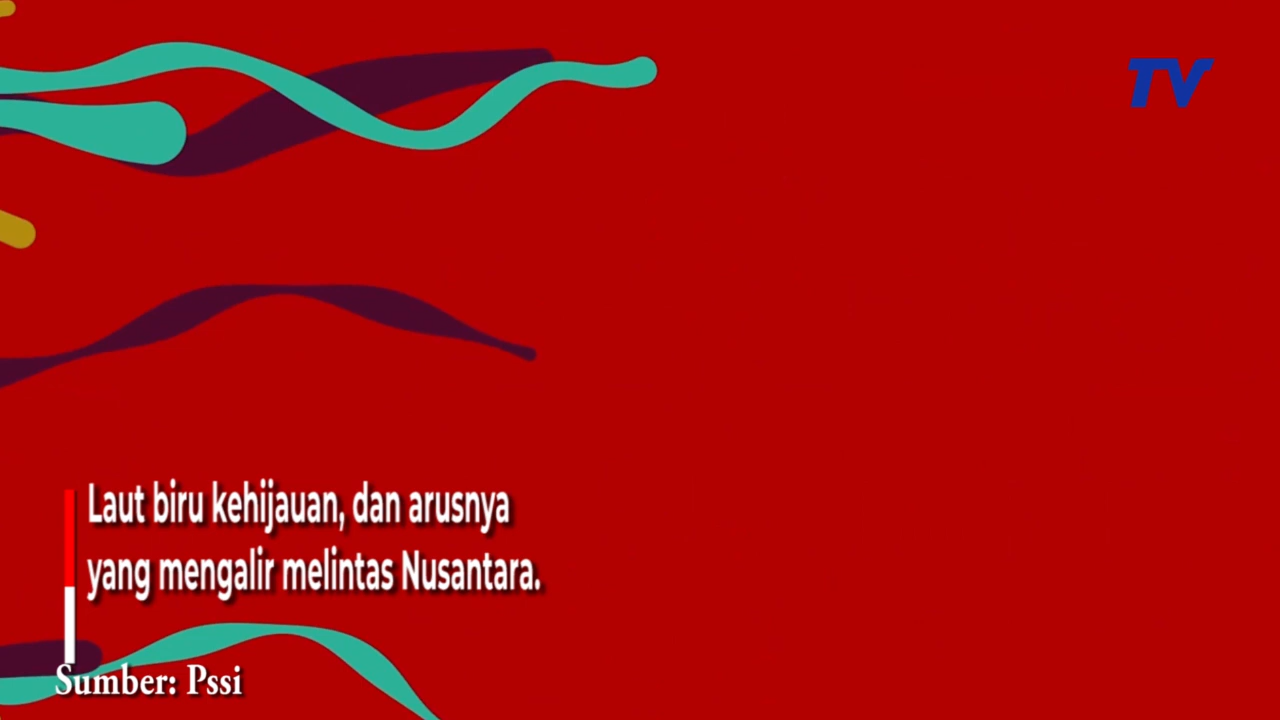 TV
Laut biru kehijauan, dan arusnya
yang mengalir melintas Nusantara.
Sumber: Pssi